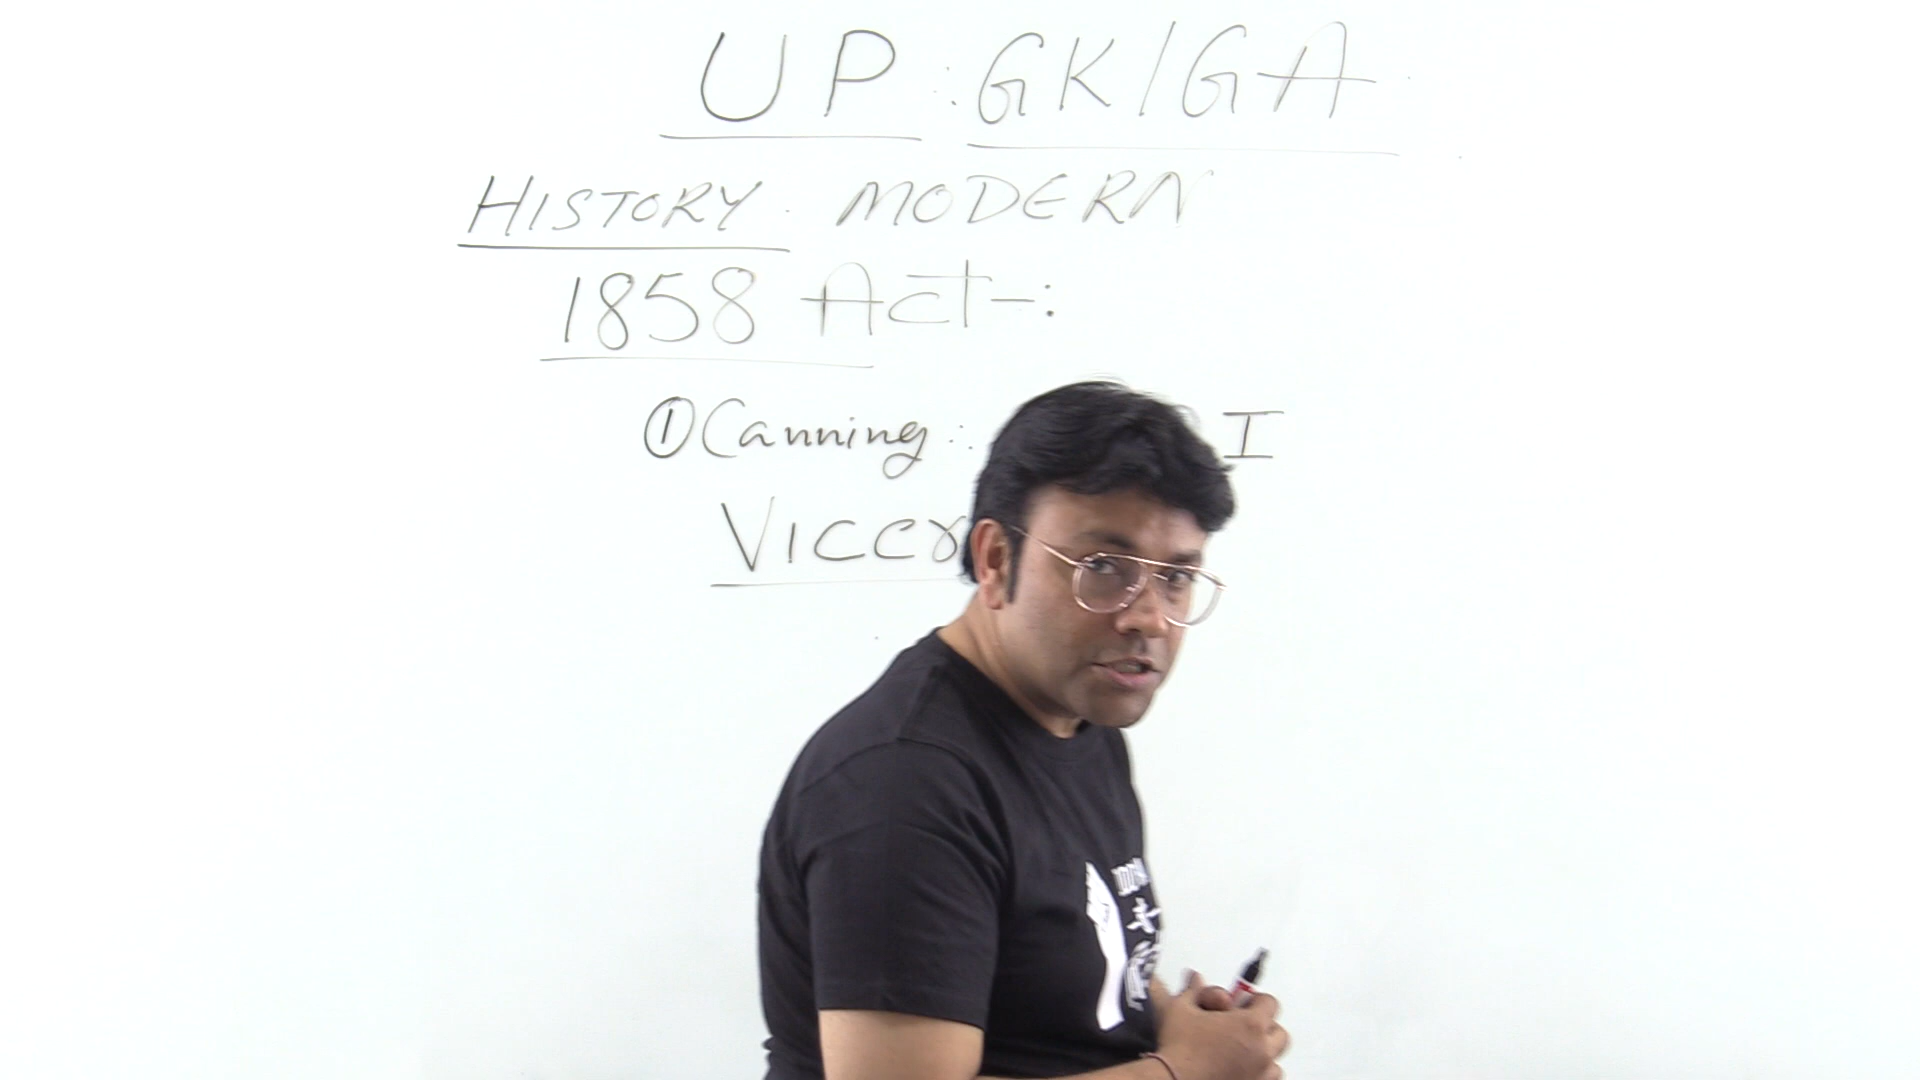 UP : GK/GA
HISTORY : MODERN
1858 Act -:
① Canning : I